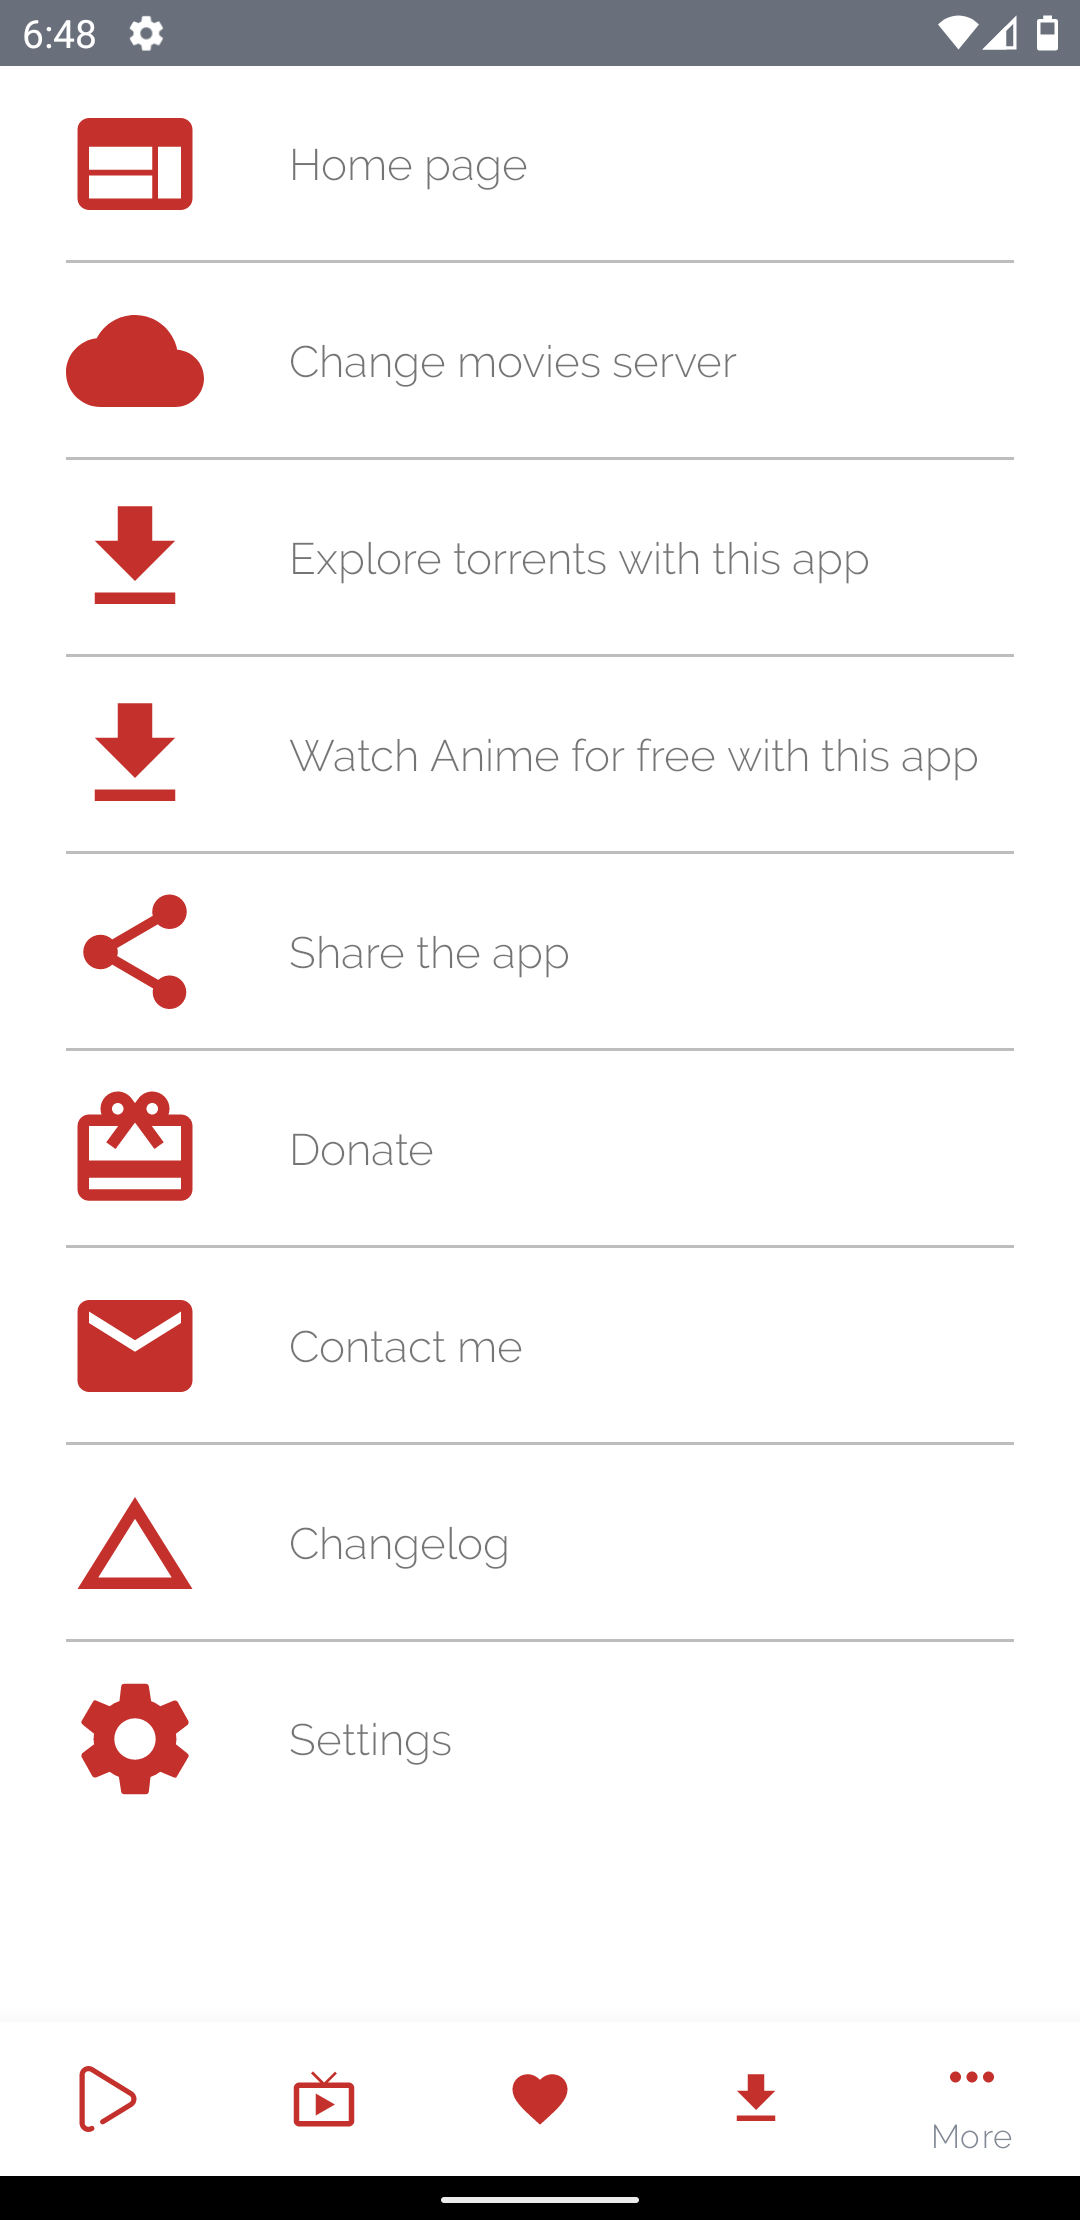 6:48
Home page
Change movies server
Explore torrents with this app
Watch Anime for free with this app
Share the app
Donate
Contact me
Changelog
Settings
More